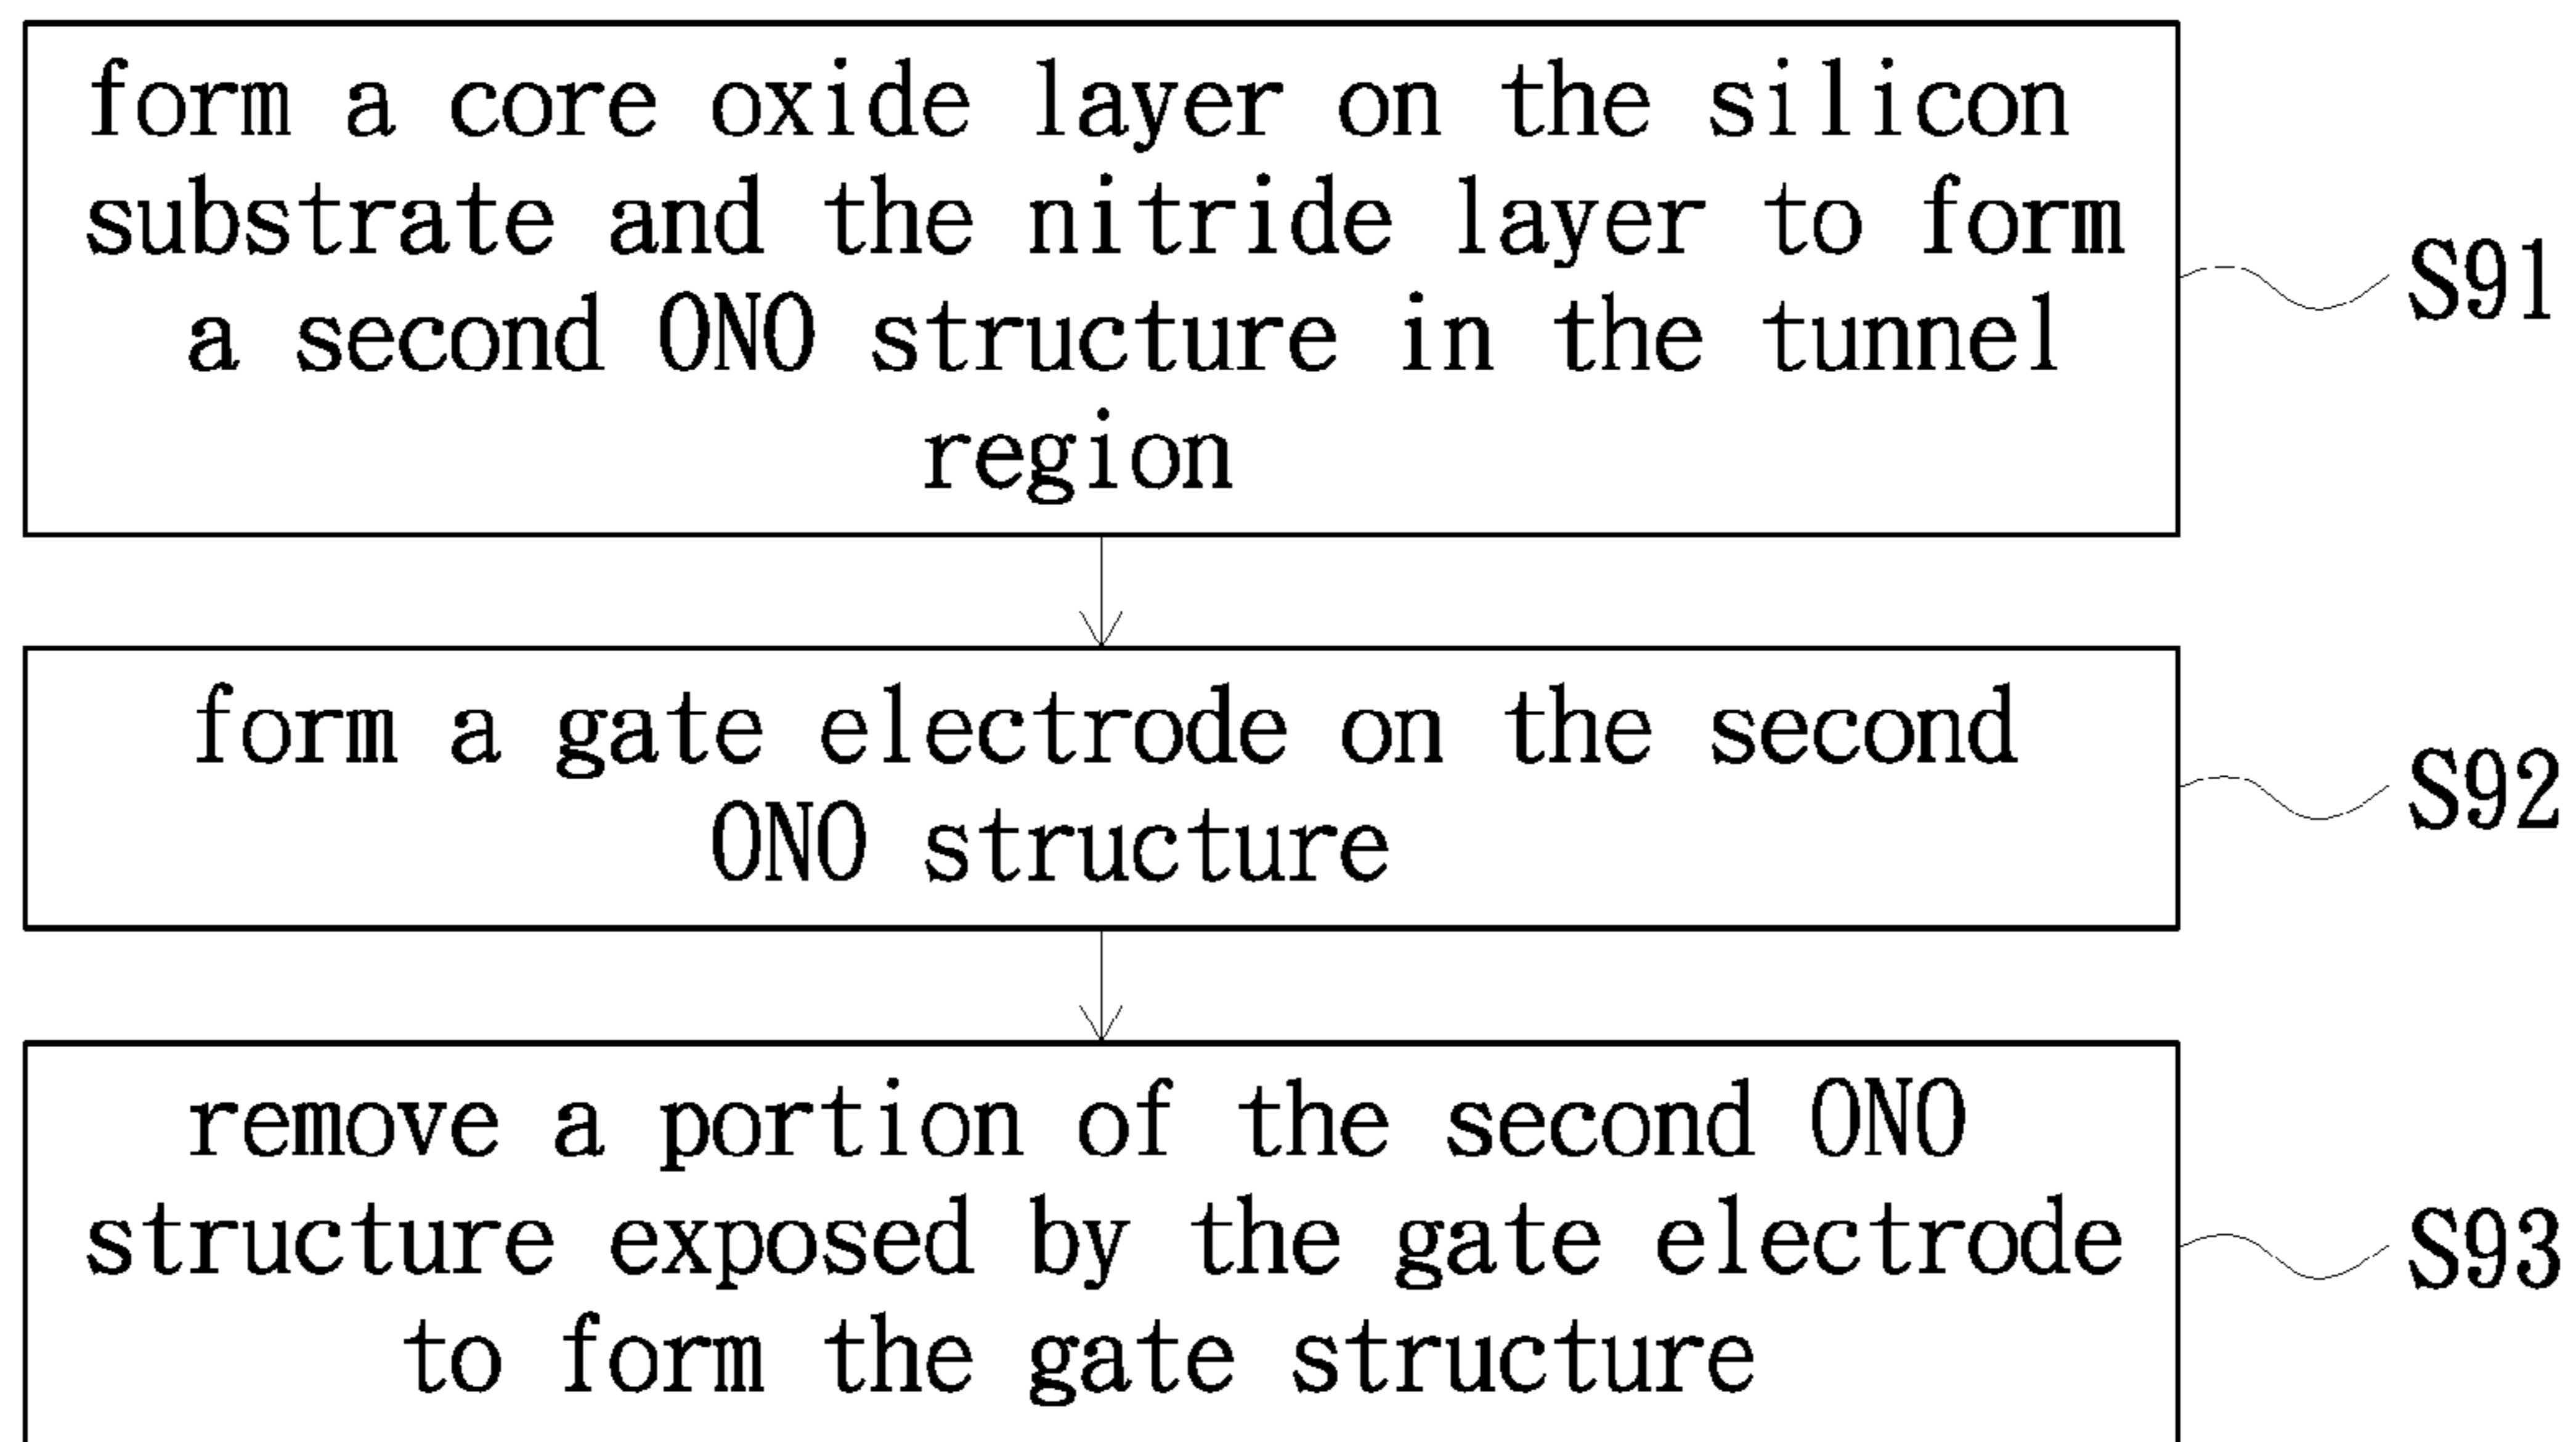 form a core oxide layer on the silicon
substrate and the nitride layer to form
a second ONO structure in the tunnel
region
S91
form a gate electrode on the second
ONO structure
S92
remove a portion of the second ONO
structure exposed by the gate electrode
to form the gate structure
S93